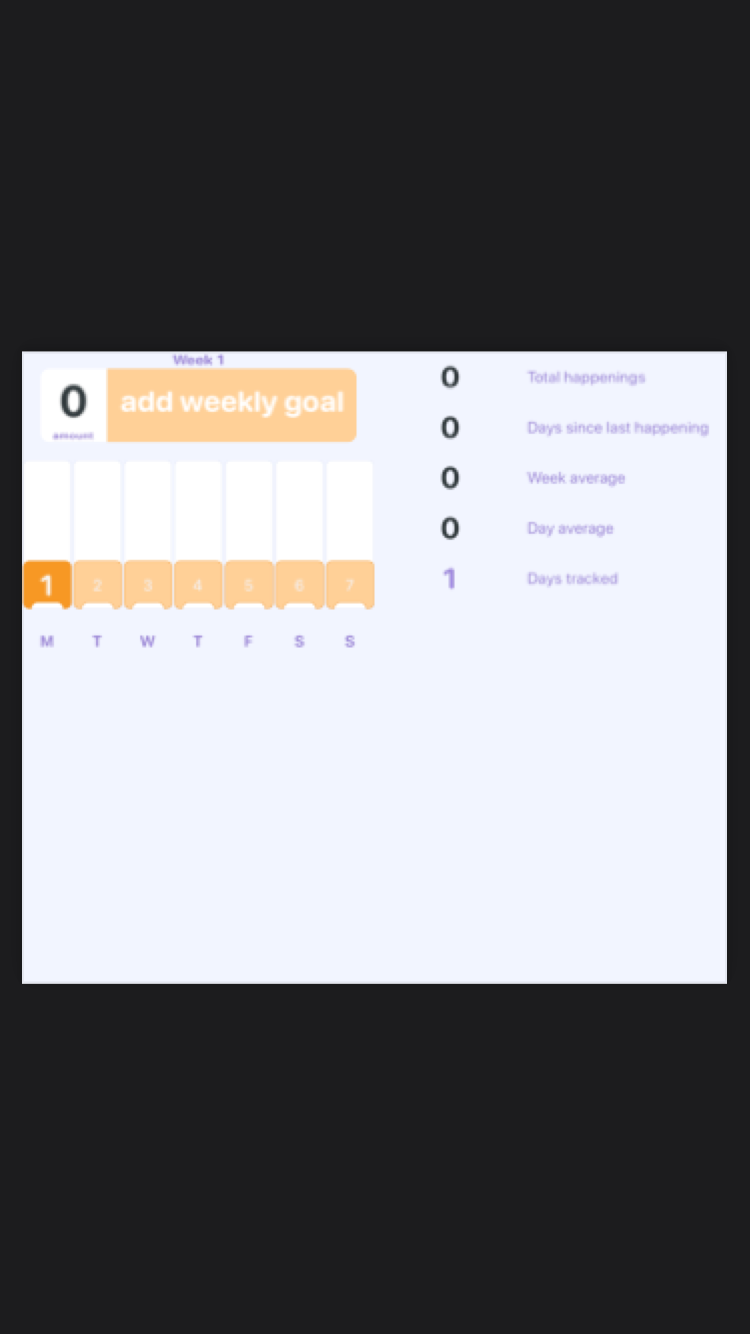 Week 1
0 add weekly goal
amount
1 2 3 4 5 6 7
M T W T F S S
0 Total happenings
0 Days since last happening
0 Week average
0 Day average
1 Days tracked